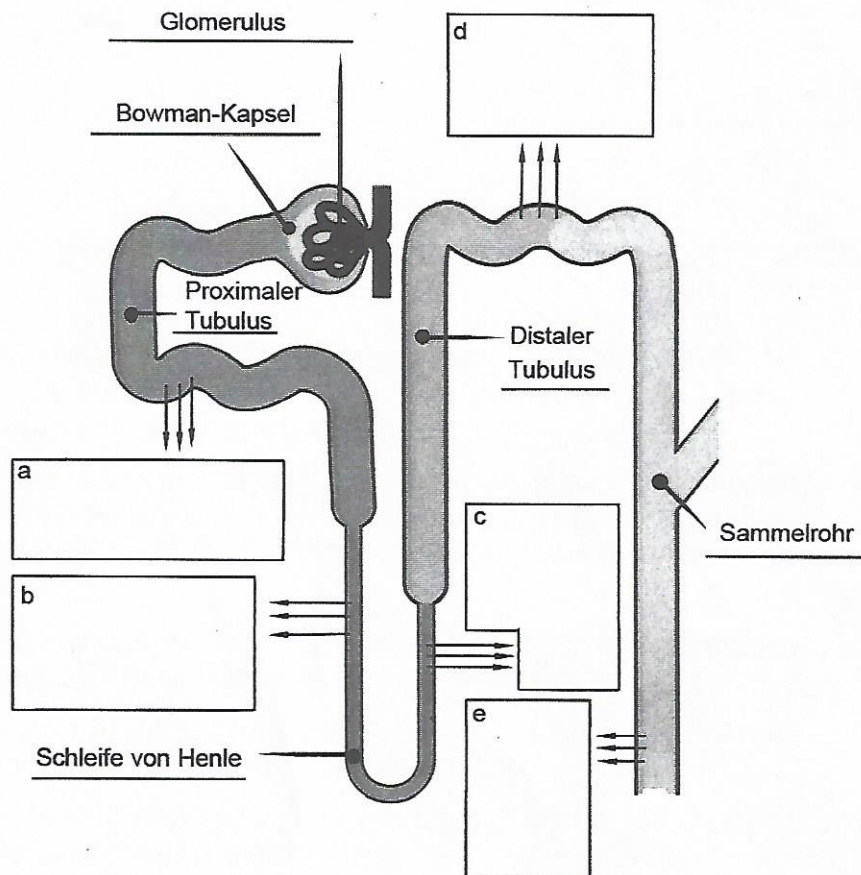 Glomerulus
d
Bowman-Kapsel
Proximaler
Tubulus
Distaler
Tubulus
a
c
Sammelrohr
b
e
Schleife von Henle